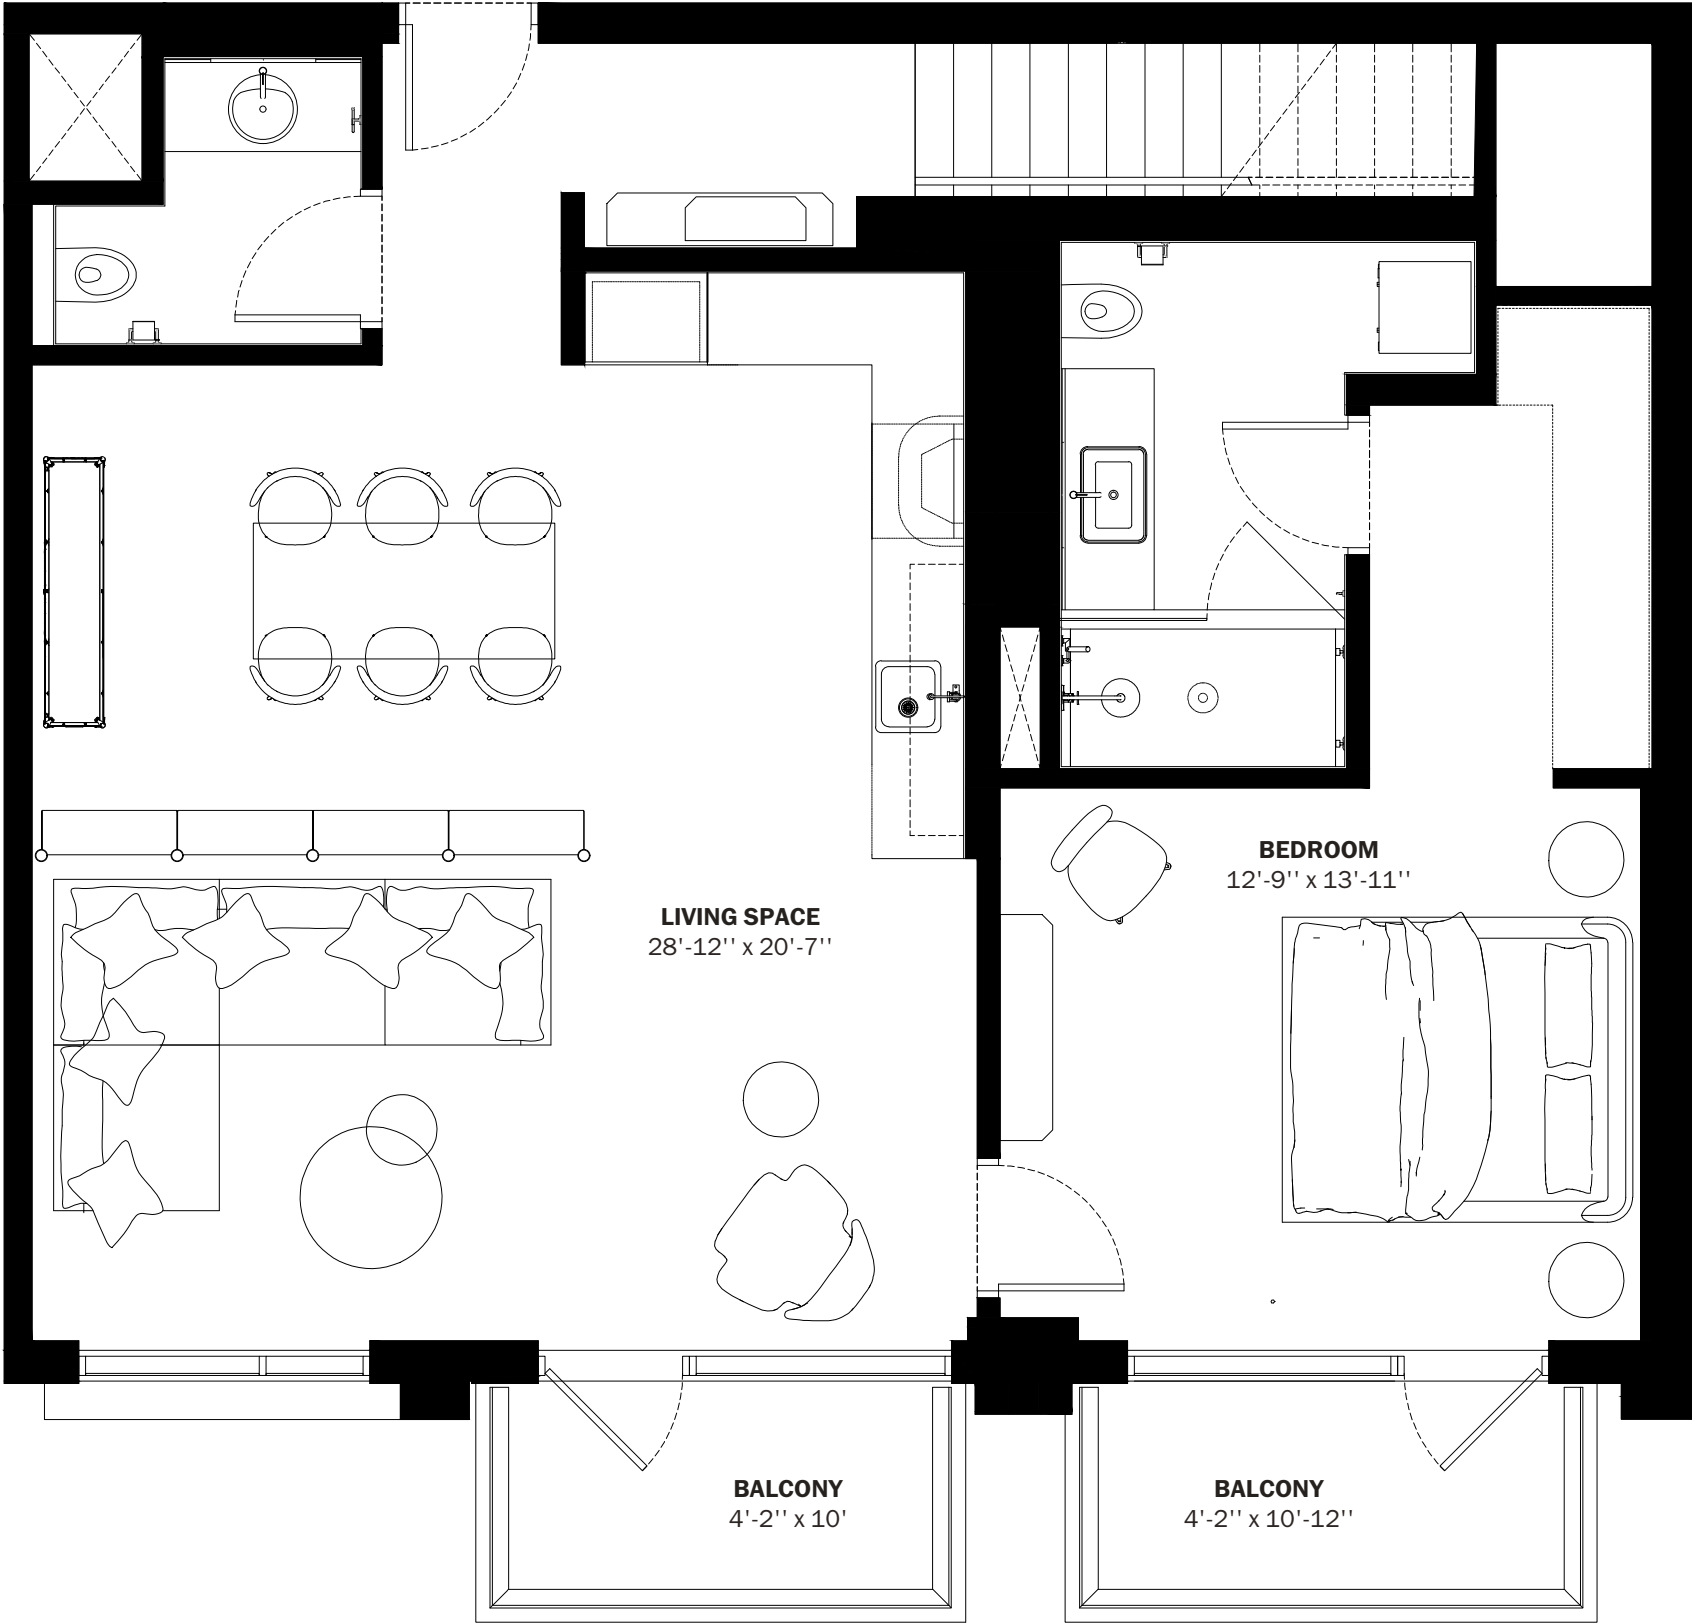 BEDROOM
12'-9'' x 13'-11''
LIVING SPACE
28'-12'' x 20'-7''
BALCONY
4'-2'' x 10'
BALCONY
4'-2'' x 10'-12''